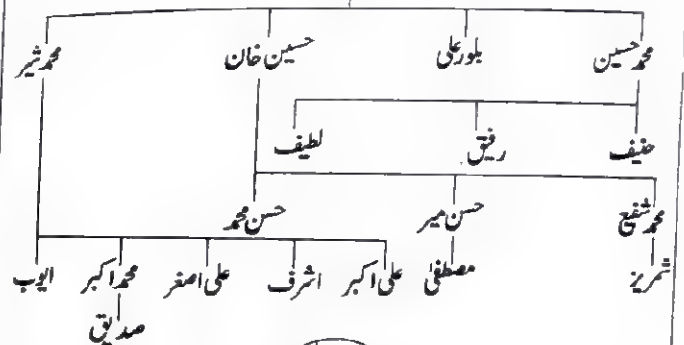 محمد حسین بلور علی حسین خان محمد شیر
حنیف رفیق لطیف
محمد شفیع حسن میر حسن محمد
شمریز مصطفیٰ علی اکبر اشرف علی اصغر محمد اکبر ایوب
صدیق